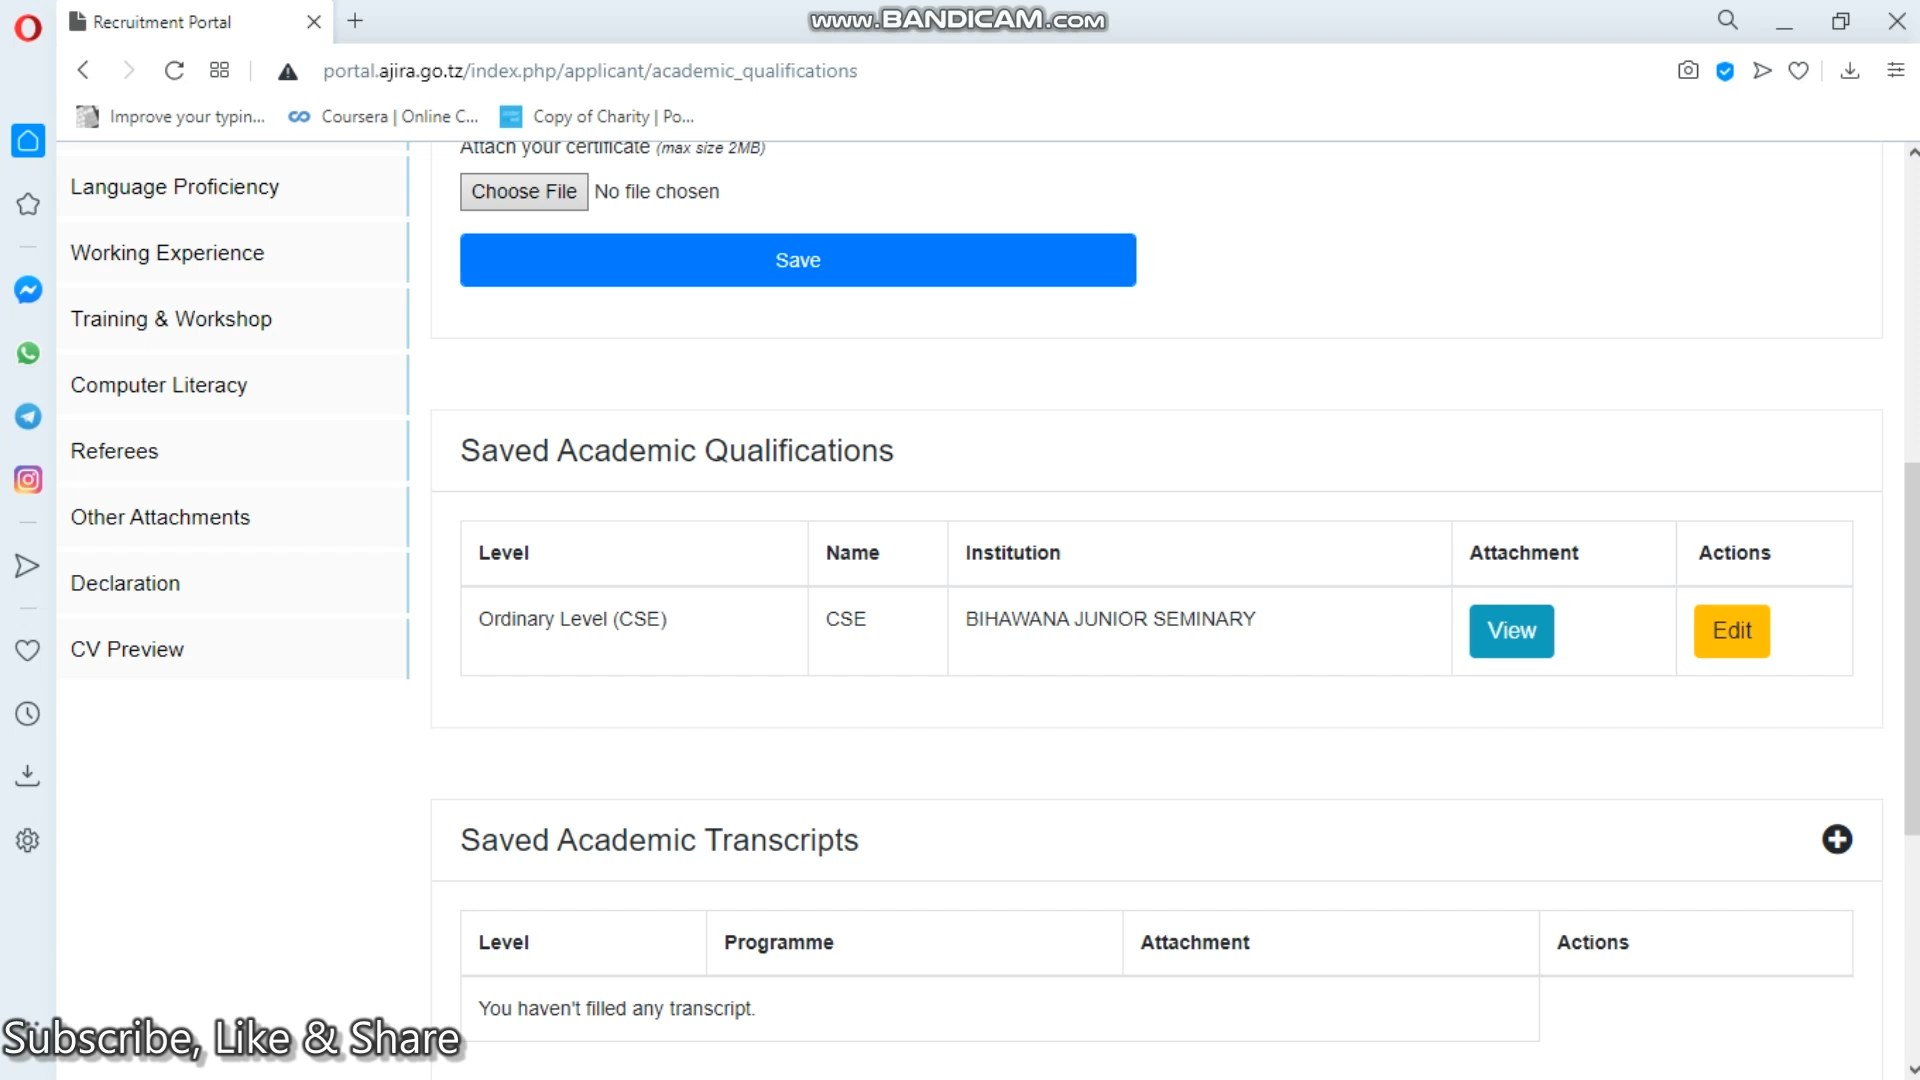 Recruitment Portal
www.BANDICAM.com
portal.ajira.go.tz/index.php/applicant/academic_qualifications
Improve your typin...
Coursera | Online C...
Copy of Charity | Po...
Language Proficiency
Working Experience
Training & Workshop
Computer Literacy
Referees
Other Attachments
Declaration
CV Preview
Attach your certificate (max size 2MB)
Choose File No file chosen
Save
Saved Academic Qualifications
Level Name Institution Attachment Actions
Ordinary Level (CSE) CSE BIHAWANA JUNIOR SEMINARY View Edit
Saved Academic Transcripts
Level Programme Attachment Actions
You haven't filled any transcript.
Subscribe, Like & Share